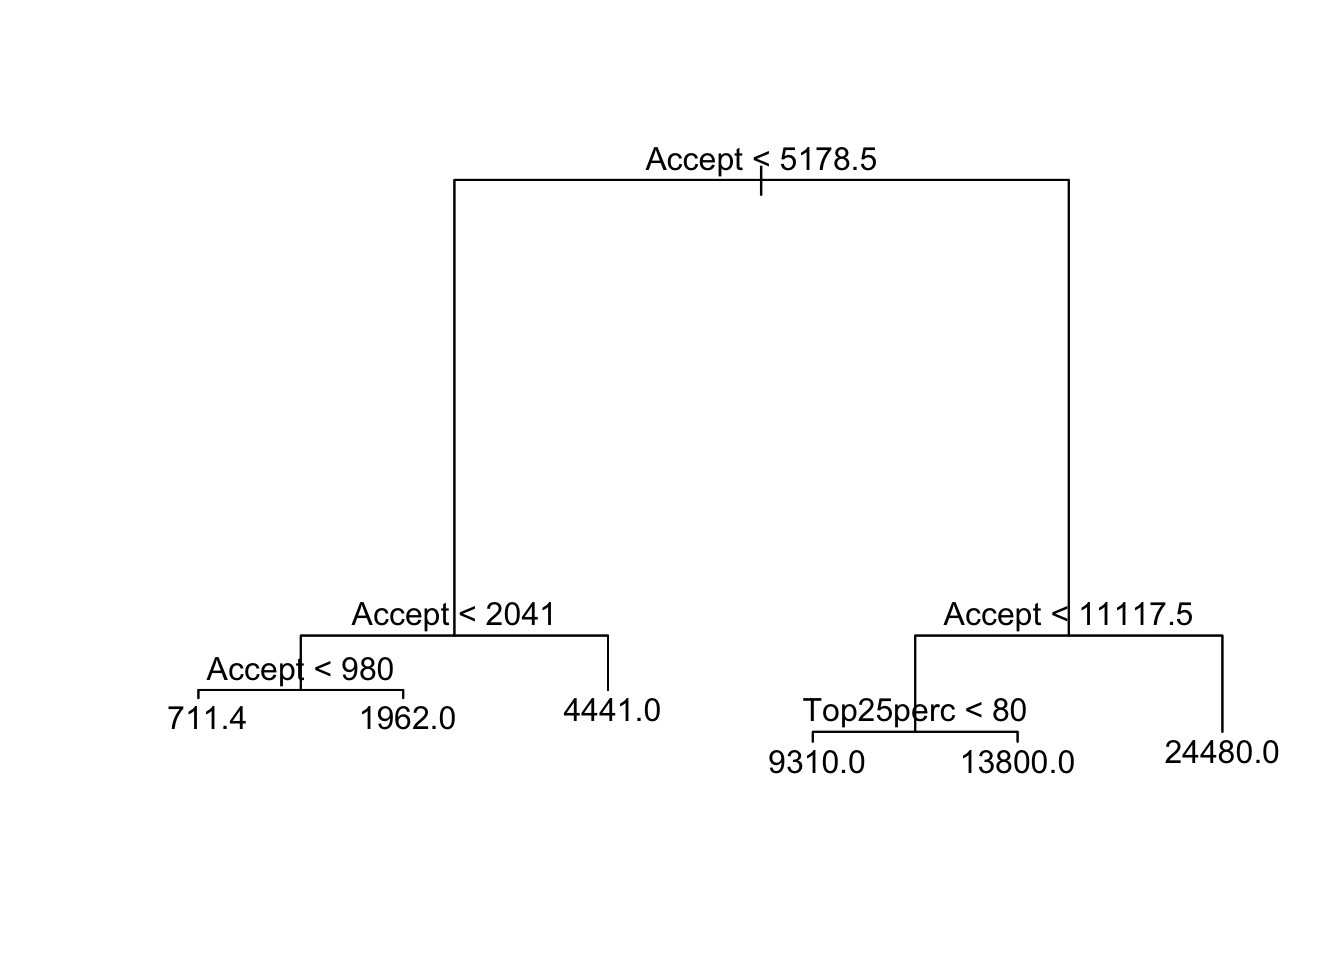 Accept < 5178.5
Accept < 2041
Accept < 11117.5
Accept < 980
Top25perc < 80
711.4
1962.0
4441.0
9310.0
13800.0
24480.0